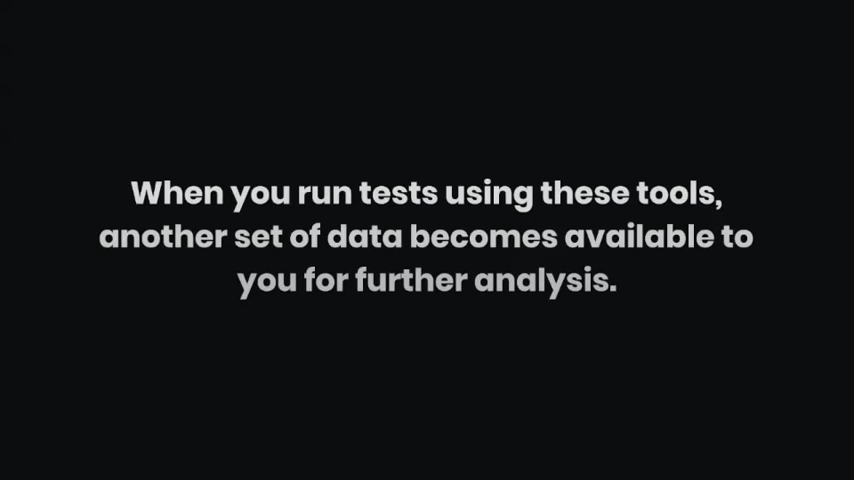 When you run tests using these tools,
another set of data becomes available to
you for further analysis.